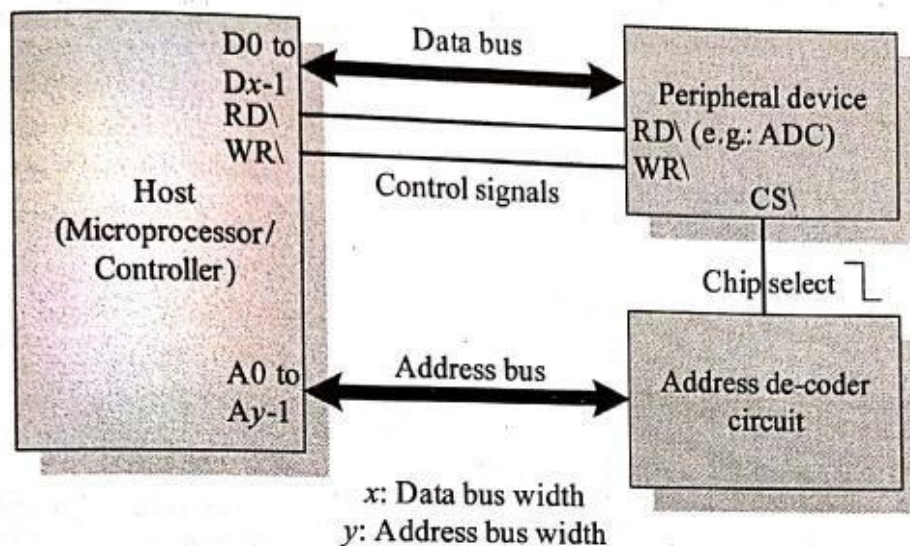 D0 to
Dx-1
RD\
WR\
Host
(Microprocessor/
Controller)
A0 to
Ay-1
Data bus
Control signals
Address bus
Peripheral device
RD\ (e.g.: ADC)
WR\
CS\
Chip select
Address de-coder
circuit
x: Data bus width
y: Address bus width